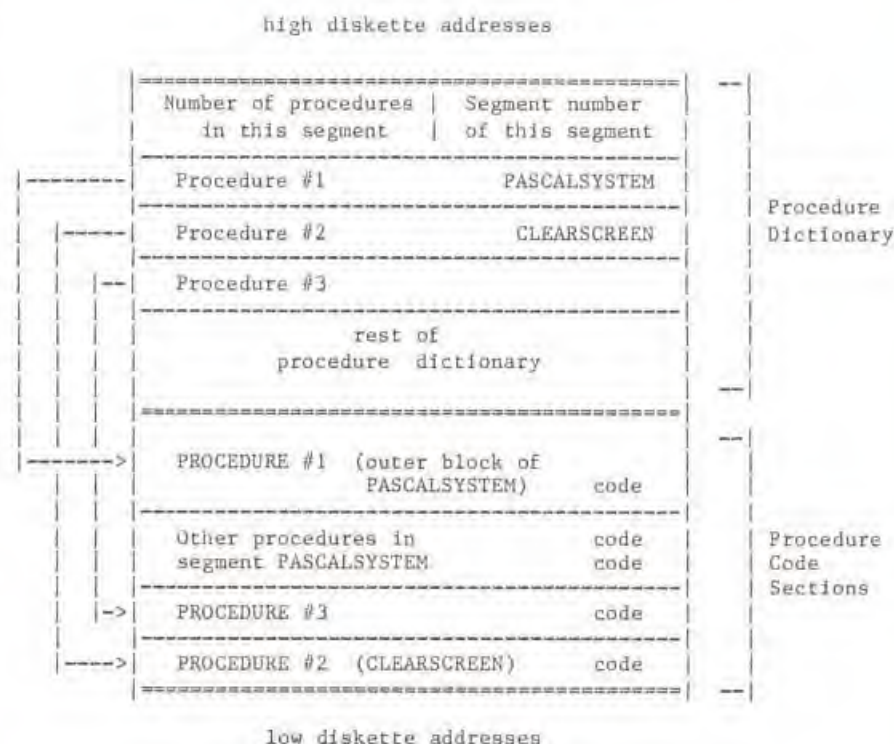 high diskette addresses
Number of procedures | Segment number
in this segment | of this segment
Procedure #1 PASCALSYSTEM
Procedure
Procedure #2 CLEARSCREEN
Dictionary
Procedure #3
rest of
procedure dictionary
PROCEDURE #1 (outer block of
PASCALSYSTEM) code
Other procedures in code
Procedure
segment PASCALSYSTEM code
Code
Sections
PROCEDURE #3 code
PROCEDURE #2 (CLEARSCREEN) code
low diskette addresses